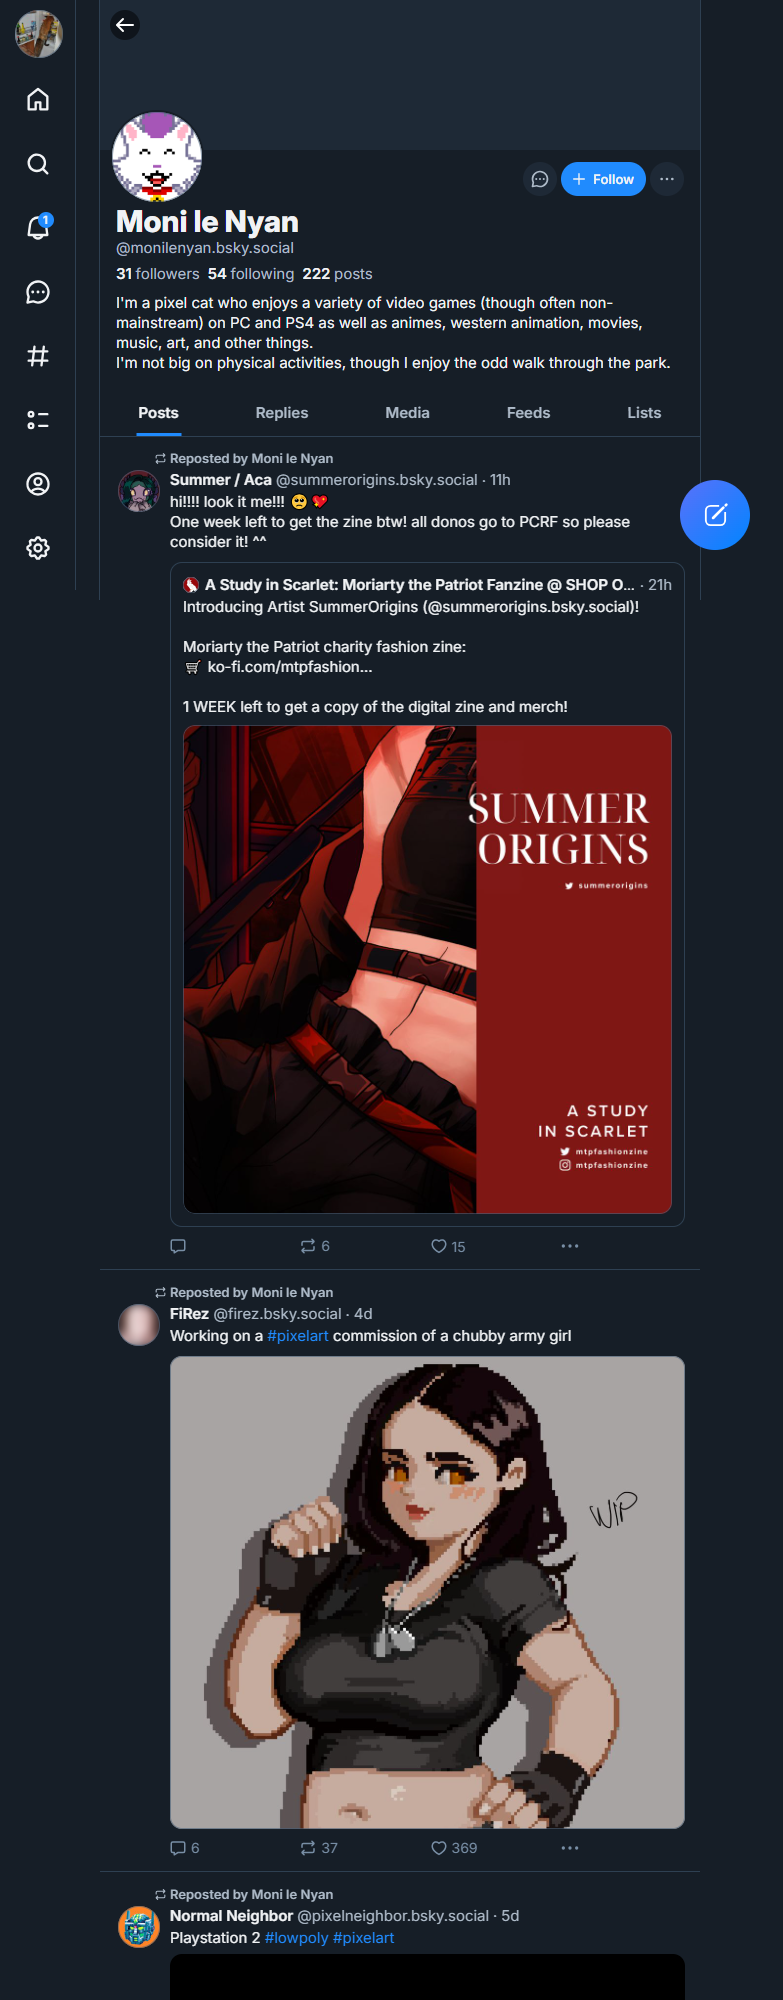 1
+ Follow
Moni le Nyan
@monilenyan.bsky.social
31 followers 54 following 222 posts
I'm a pixel cat who enjoys a variety of video games (though often non-
mainstream) on PC and PS4 as well as animes, western animation, movies,
music, art, and other things.
I'm not big on physical activities, though I enjoy the odd walk through the park.
Posts Replies Media Feeds Lists
Reposted by Moni le Nyan
Summer / Aca @summerorigins.bsky.social · 11h
hi!!!! look it me!!! 🥺 💖
One week left to get the zine btw! all donos go to PCRF so please
consider it! ^^
A Study in Scarlet: Moriarty the Patriot Fanzine @ SHOP O... · 21h
Introducing Artist SummerOrigins (@summerorigins.bsky.social)!
Moriarty the Patriot charity fashion zine:
🛒 ko-fi.com/mtpfashion...
1 WEEK left to get a copy of the digital zine and merch!
SUMMER
ORIGINS
summerorigins
A STUDY
IN SCARLET
mtpfashionzine
mtpfashionzine
6 15
Reposted by Moni le Nyan
FiRez @firez.bsky.social · 4d
Working on a #pixelart commission of a chubby army girl
WIP
6 37 369
Reposted by Moni le Nyan
Normal Neighbor @pixelneighbor.bsky.social · 5d
Playstation 2 #lowpoly #pixelart